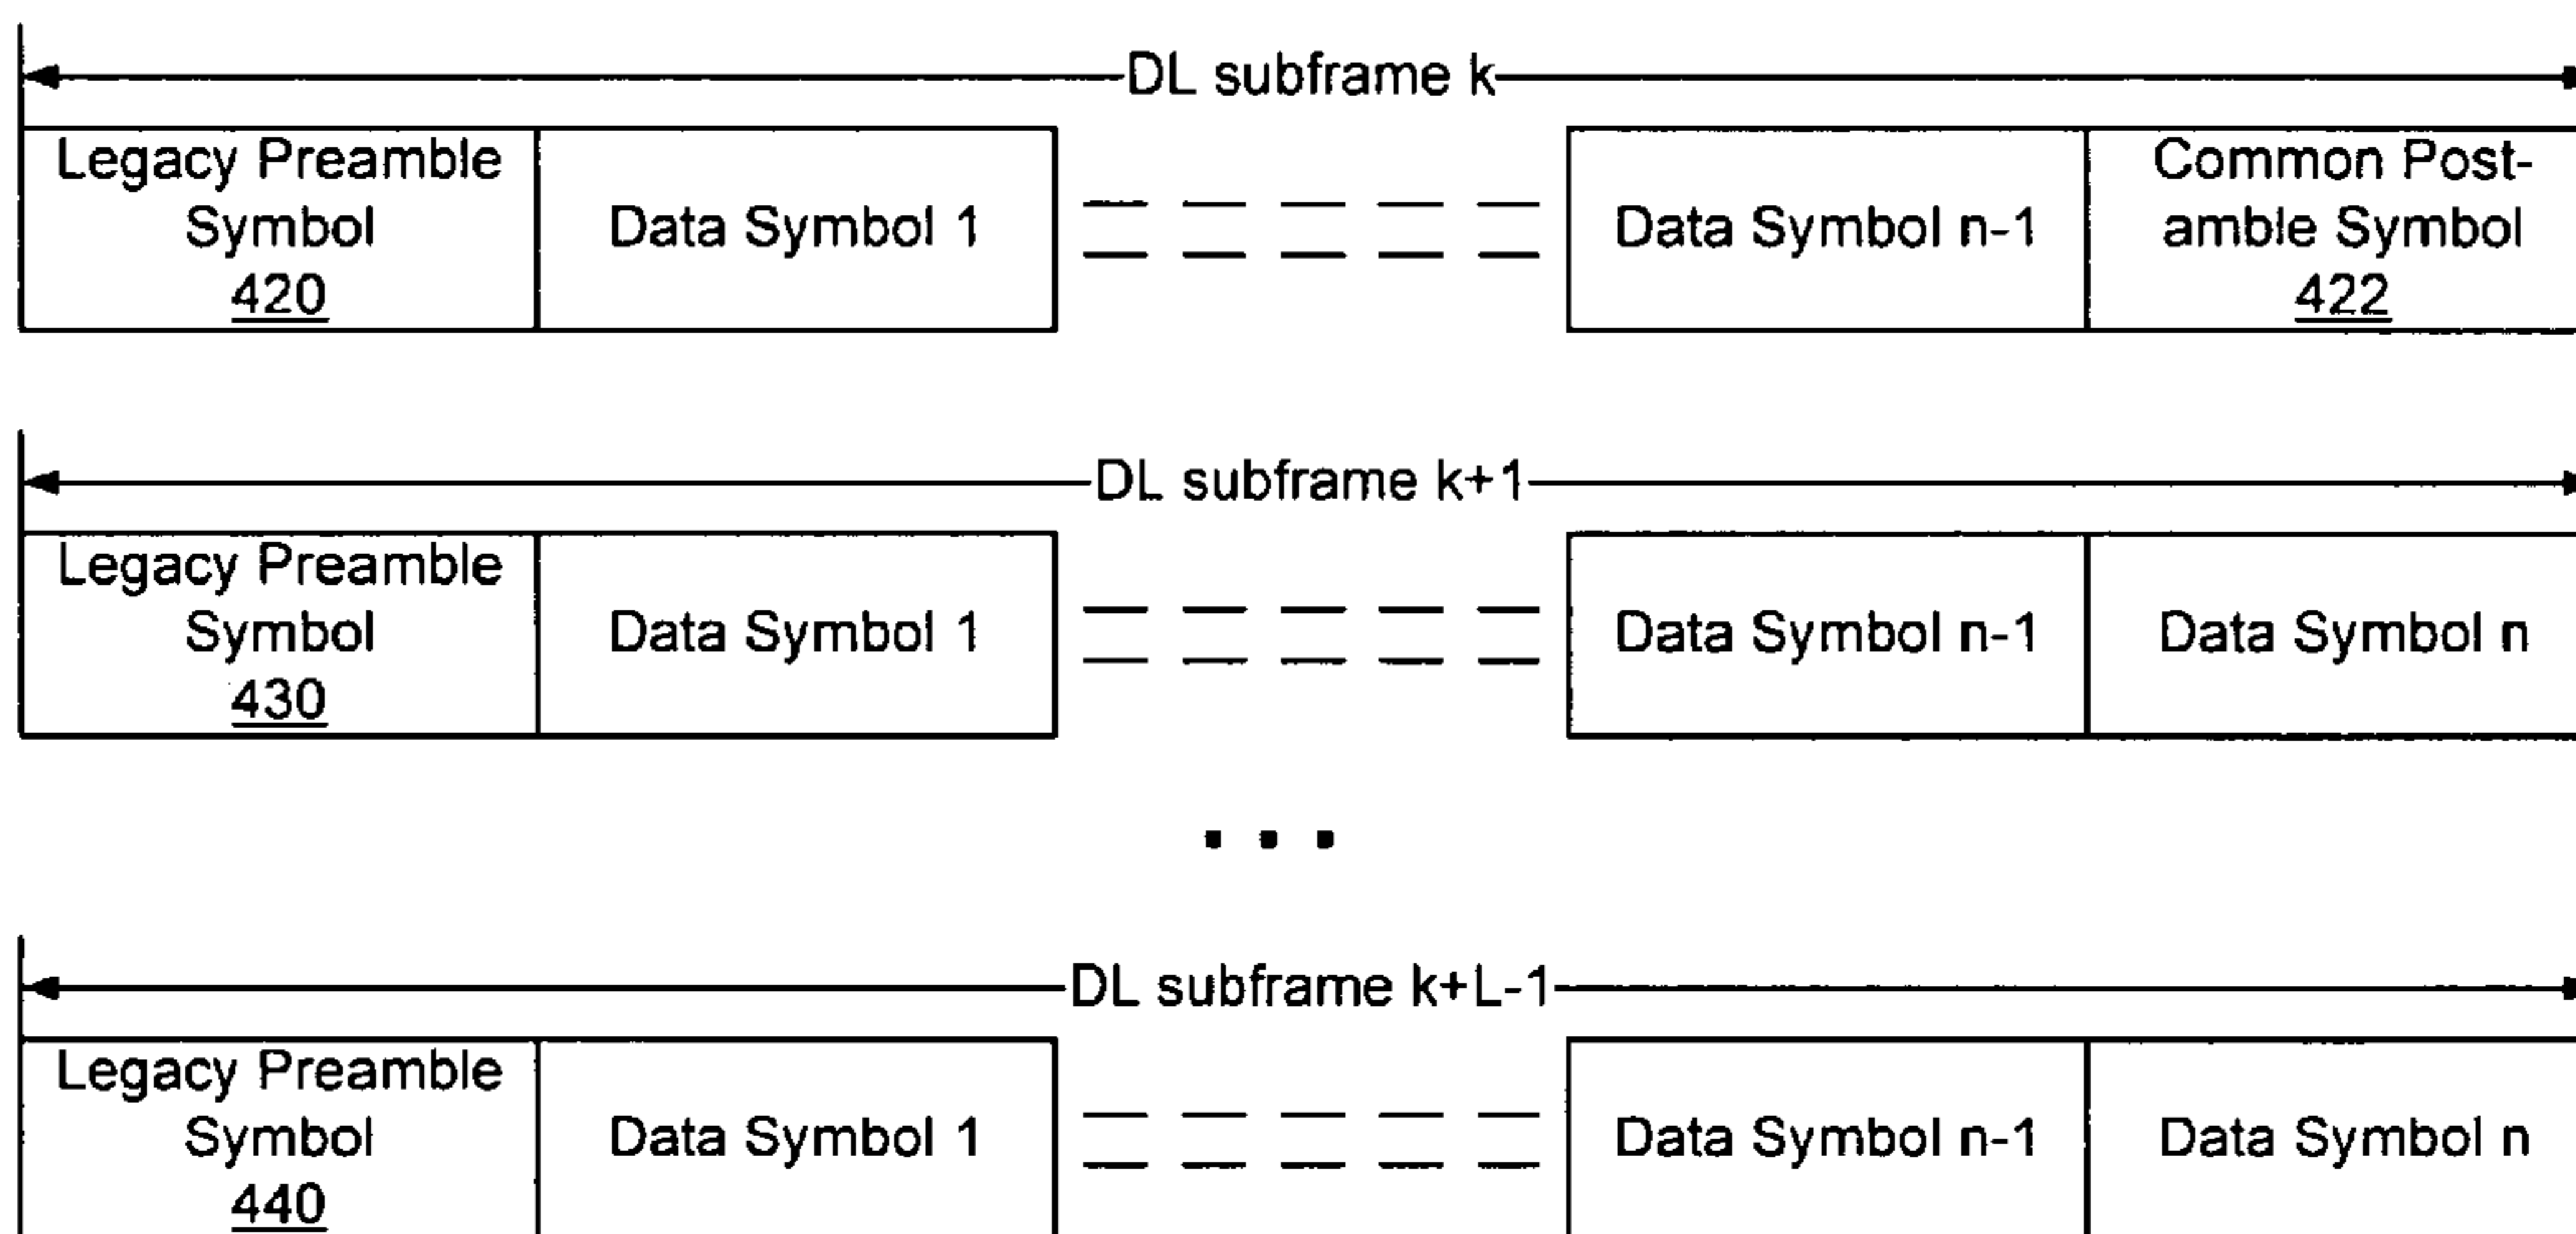 DL subframe k
Legacy Preamble
Symbol
420
Data Symbol 1
Data Symbol n-1
Common Post-
amble Symbol
422
DL subframe k+1
Legacy Preamble
Symbol
430
Data Symbol 1
Data Symbol n-1
Data Symbol n
DL subframe k+L-1
Legacy Preamble
Symbol
440
Data Symbol 1
Data Symbol n-1
Data Symbol n